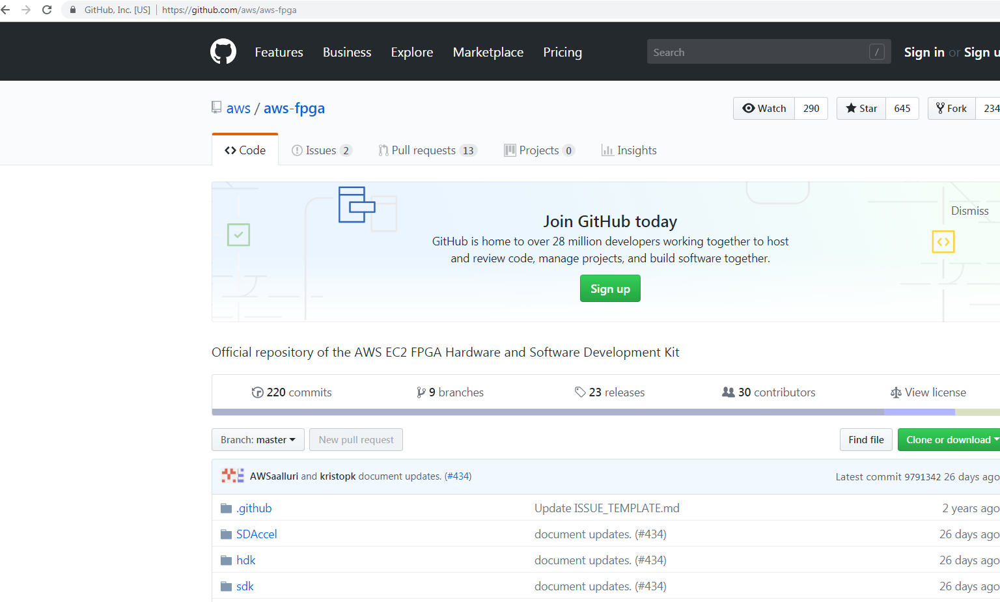 GitHub, Inc. [US] | https://github.com/aws/aws-fpga
Features Business Explore Marketplace Pricing Search / Sign in or Sign u
aws / aws-fpga Watch 290 Star 645 Fork 234
Code Issues 2 Pull requests 13 Projects 0 Insights
Dismiss
Join GitHub today
GitHub is home to over 28 million developers working together to host
and review code, manage projects, and build software together.
Sign up
Official repository of the AWS EC2 FPGA Hardware and Software Development Kit
220 commits 9 branches 23 releases 30 contributors View license
Branch: master New pull request Find file Clone or download
AWSaalluri and kristopk document updates. (#434) Latest commit 9791342 26 days ago
.github Update ISSUE_TEMPLATE.md 2 years ago
SDAccel document updates. (#434) 26 days ago
hdk document updates. (#434) 26 days ago
sdk document updates. (#434) 26 days ago